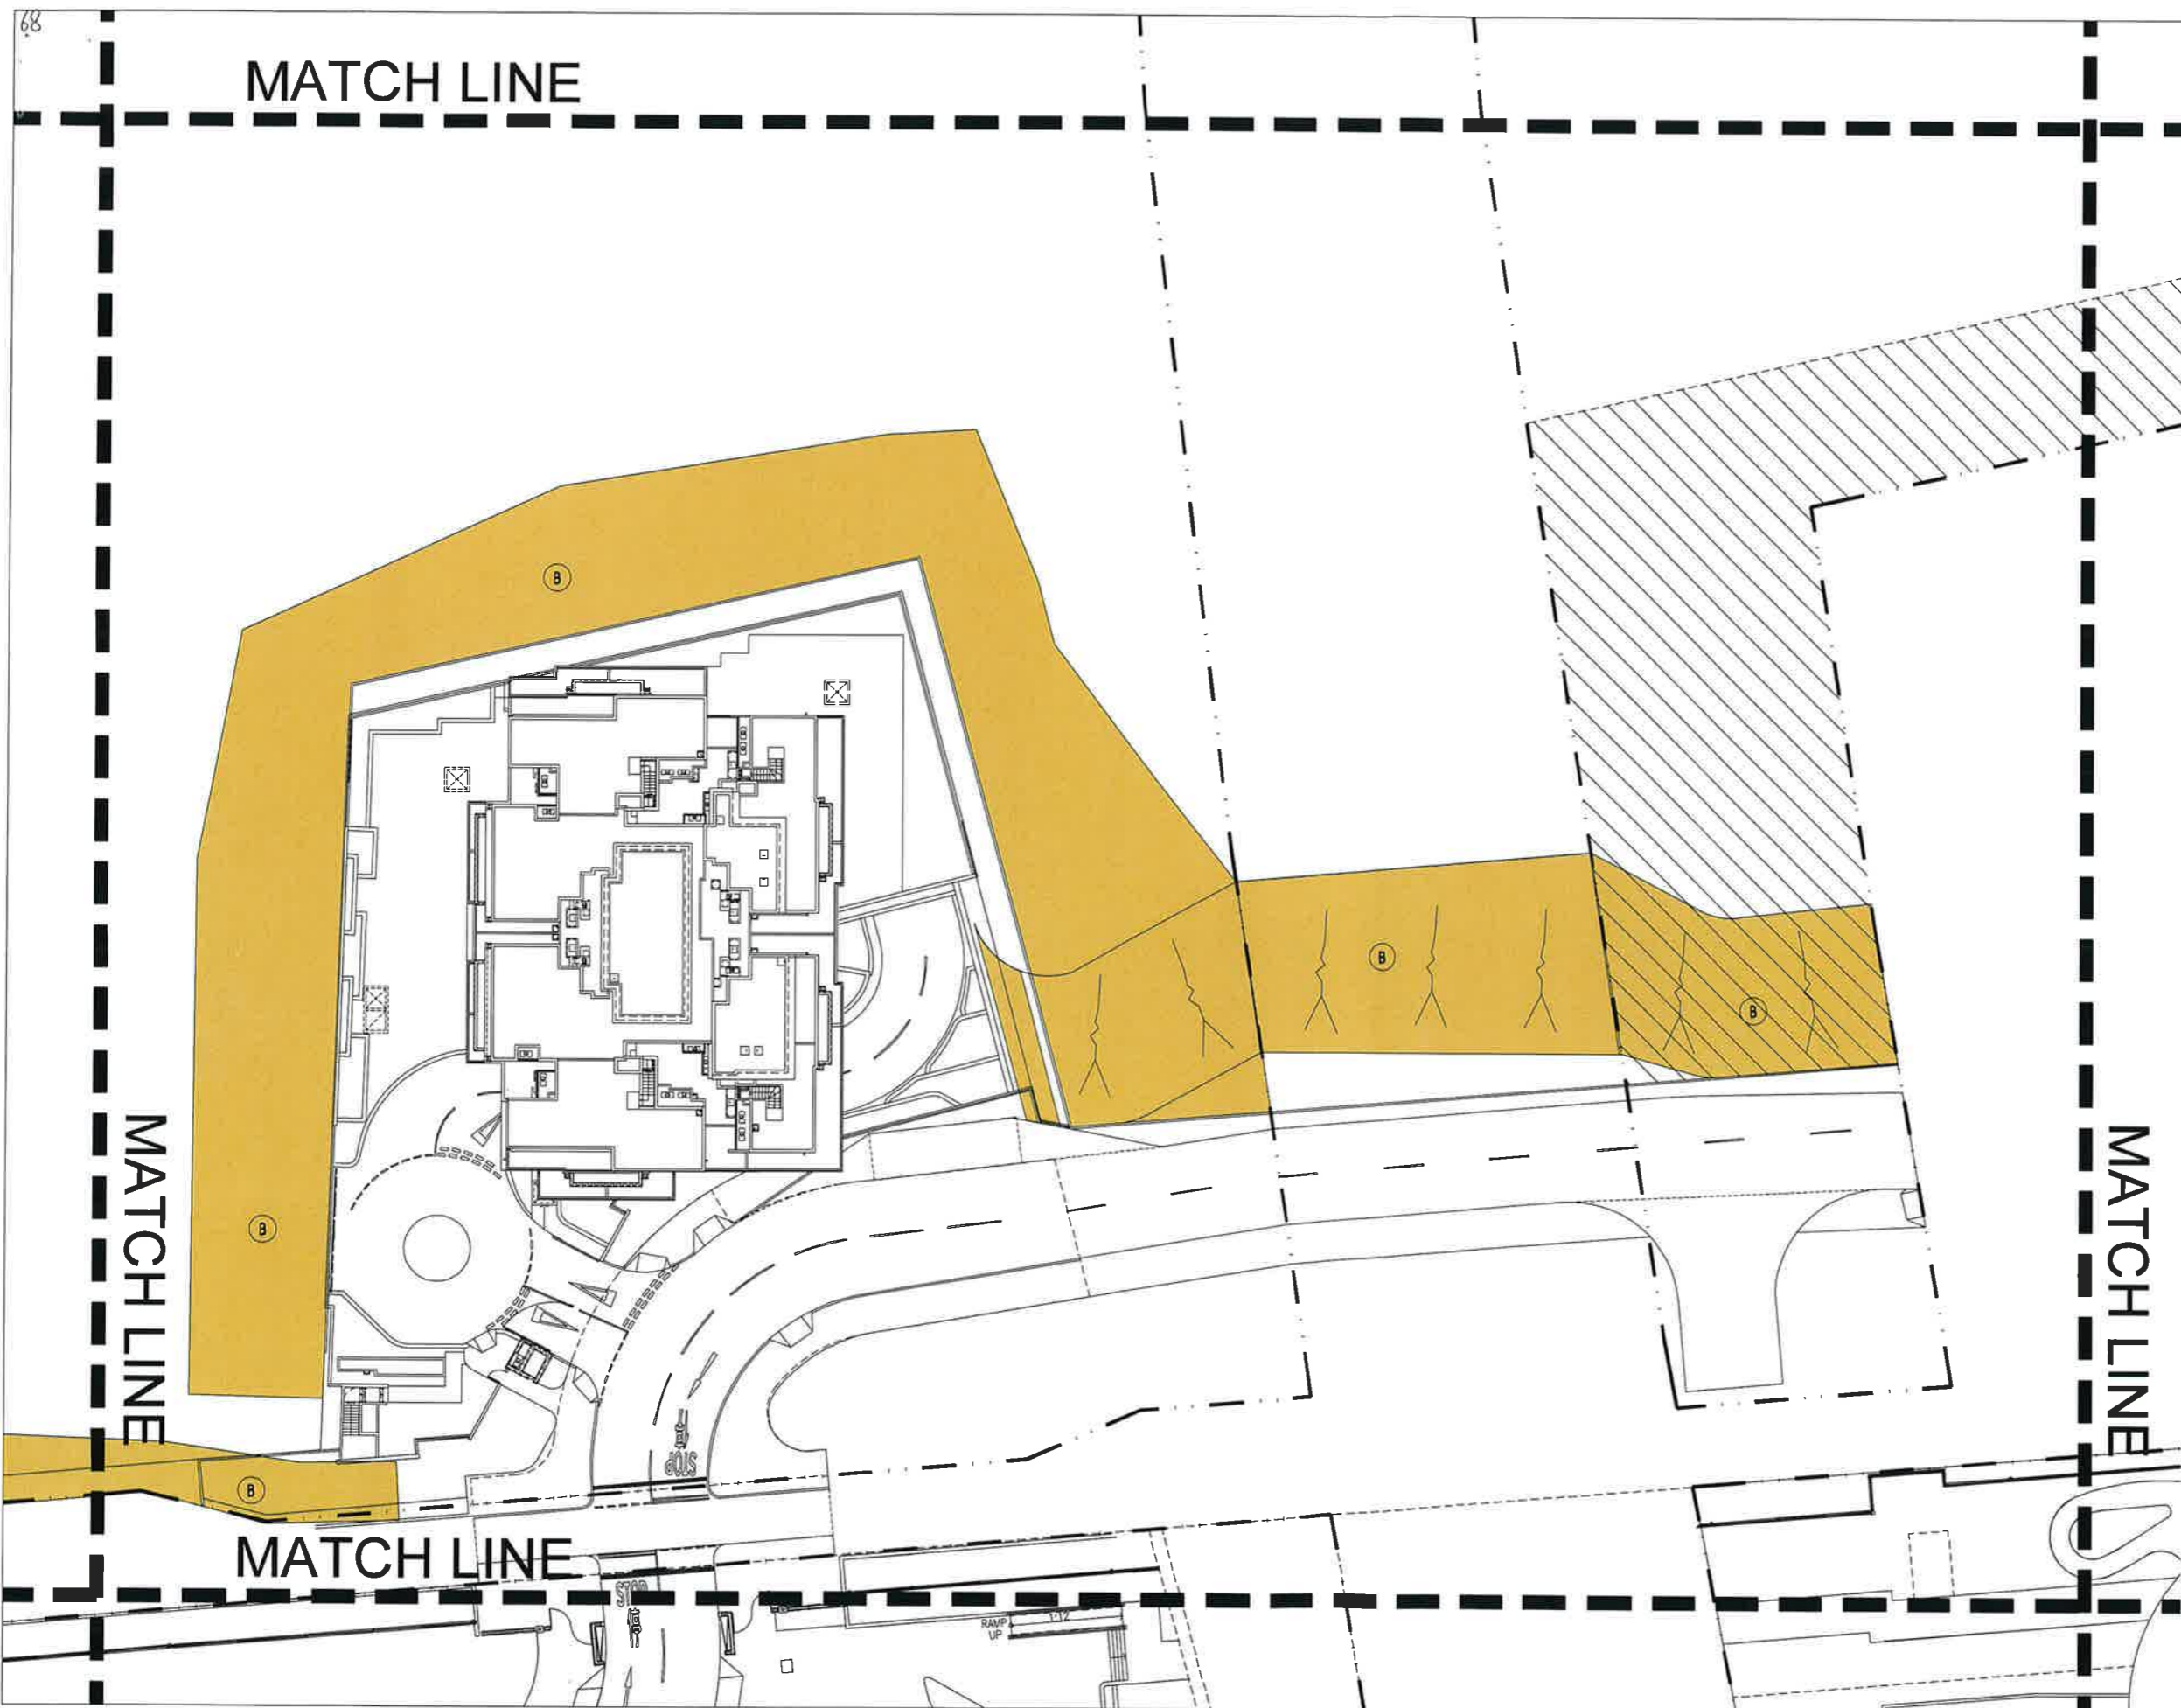 68
MATCH LINE
B
B
B
MATCH LINE
MATCH LINE
B
STOP
B
MATCH LINE
STOP
RAMP
UP
1:12